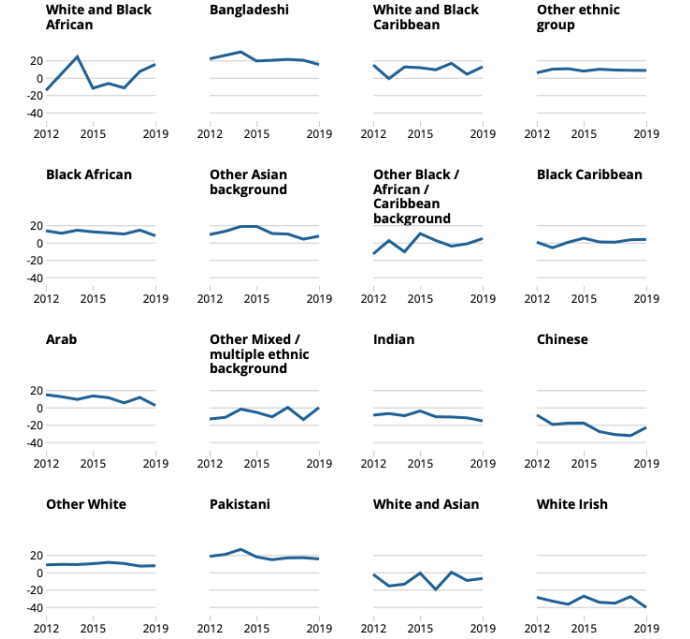 White and Black
African
Bangladeshi
White and Black
Caribbean
Other ethnic
group
20
0
-20
-40
2012 2015 2019
2012 2015 2019
2012 2015 2019
2012 2015 2019
Black African
Other Asian
background
Other Black /
African /
Caribbean
background
Black Caribbean
20
0
-20
-40
2012 2015 2019
2012 2015 2019
2012 2015 2019
2012 2015 2019
Arab
Other Mixed /
multiple ethnic
background
Indian
Chinese
20
0
-20
-40
2012 2015 2019
2012 2015 2019
2012 2015 2019
2012 2015 2019
Other White
Pakistani
White and Asian
White Irish
20
0
-20
-40
2012 2015 2019
2012 2015 2019
2012 2015 2019
2012 2015 2019